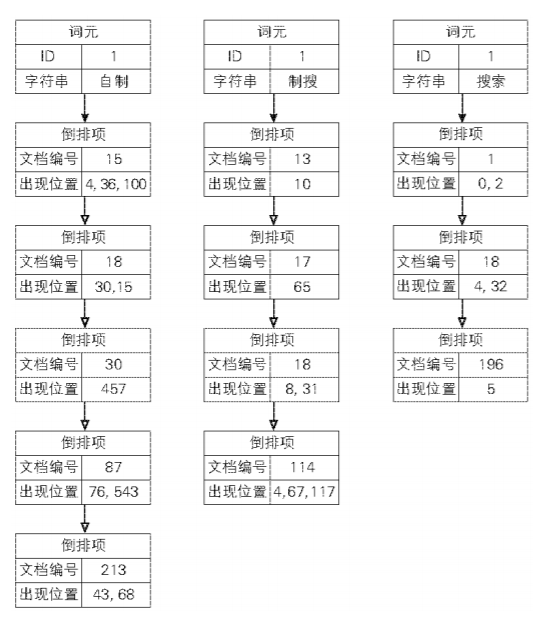 词元
ID 1
字符串 自制
倒排项
文档编号 15
出现位置 4, 36, 100
倒排项
文档编号 18
出现位置 30,15
倒排项
文档编号 30
出现位置 457
倒排项
文档编号 87
出现位置 76, 543
倒排项
文档编号 213
出现位置 43, 68
词元
ID 1
字符串 制搜
倒排项
文档编号 13
出现位置 10
倒排项
文档编号 17
出现位置 65
倒排项
文档编号 18
出现位置 8, 31
倒排项
文档编号 114
出现位置 4,67,117
词元
ID 1
字符串 搜索
倒排项
文档编号 1
出现位置 0, 2
倒排项
文档编号 18
出现位置 4, 32
倒排项
文档编号 196
出现位置 5